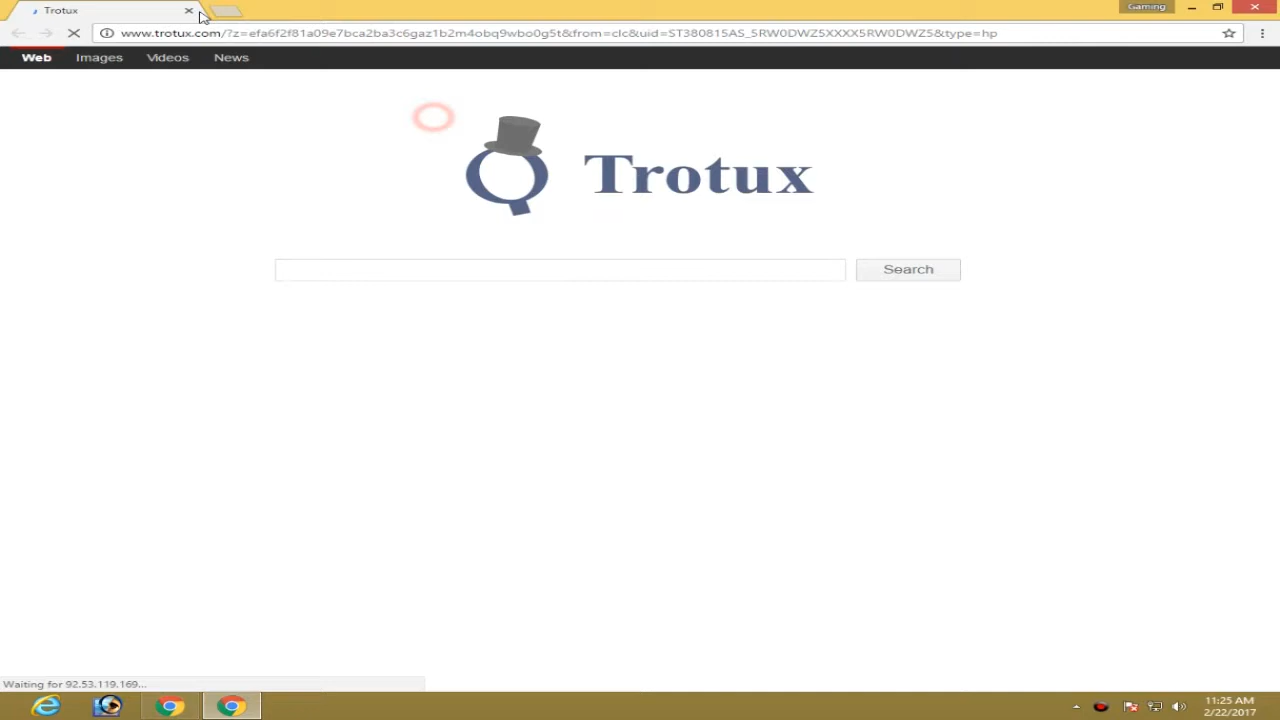 Trotux
Gaming
www.trotux.com/?z=efa6f2f81a09e7bca2ba3c6gaz1b2m4obq9wbo0g5t&from=clc&uid=ST380815AS_5RW0DWZ5XXXX5RW0DWZ5&type=hp
Web Images Videos News
Trotux
Search
Waiting for 92.53.119.169...
11:25 AM
2/22/2017